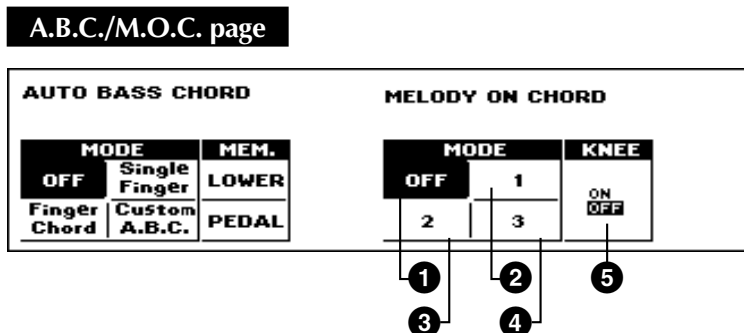 A.B.C./M.O.C. page
AUTO BASS CHORD
MODE MEM.
OFF Single Finger LOWER
Finger Chord Custom A.B.C. PEDAL
MELODY ON CHORD
MODE KNEE
OFF 1 ON OFF
2 3
1 2 5
3 4